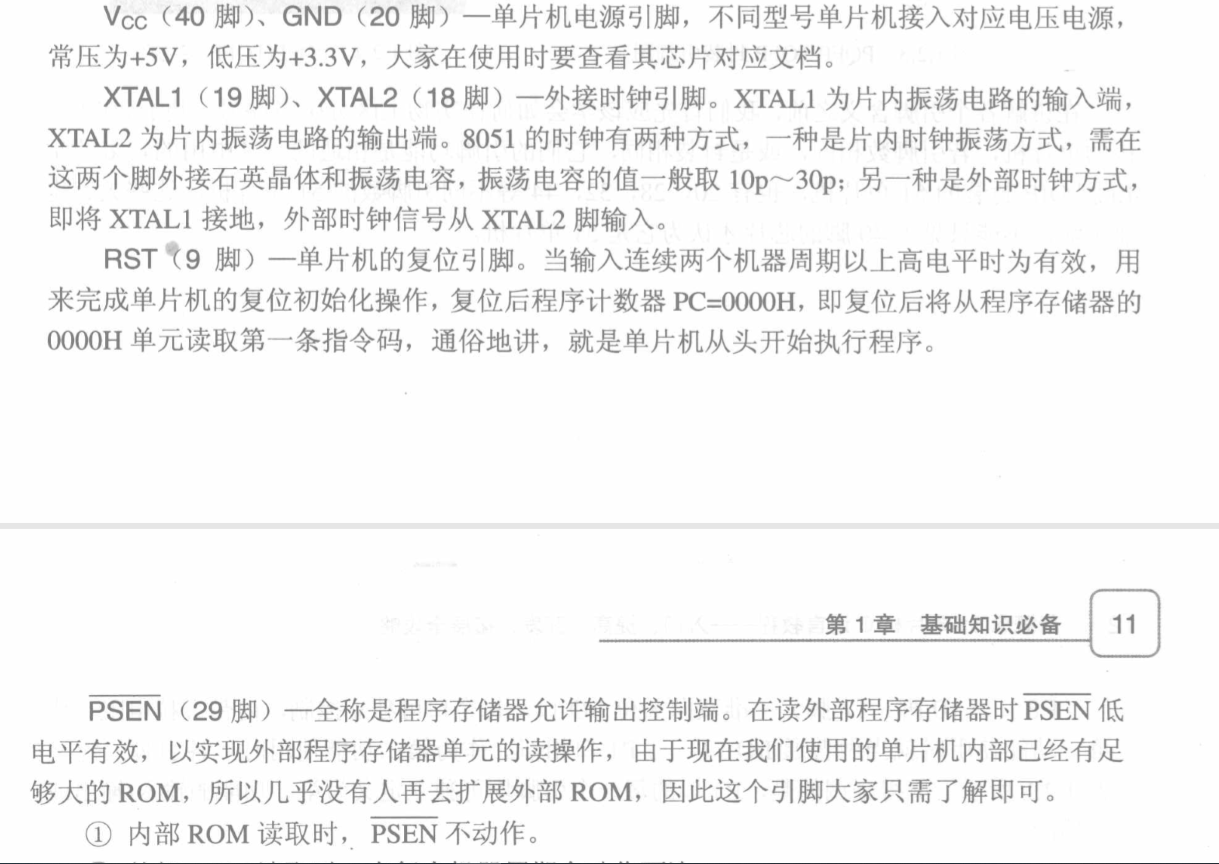 Vcc（40 脚）、GND（20 脚）—单片机电源引脚，不同型号单片机接入对应电压电源，
常压为+5V，低压为+3.3V，大家在使用时要查看其芯片对应文档。
XTAL1（19 脚）、XTAL2（18 脚）—外接时钟引脚。XTAL1 为片内振荡电路的输入端，
XTAL2 为片内振荡电路的输出端。8051 的时钟有两种方式，一种是片内时钟振荡方式，需在
这两个脚外接石英晶体和振荡电容，振荡电容的值一般取 10p～30p；另一种是外部时钟方式，
即将 XTAL1 接地，外部时钟信号从 XTAL2 脚输入。
RST（9 脚）—单片机的复位引脚。当输入连续两个机器周期以上高电平时为有效，用
来完成单片机的复位初始化操作，复位后程序计数器 PC=0000H，即复位后将从程序存储器的
0000H 单元读取第一条指令码，通俗地讲，就是单片机从头开始执行程序。
第 1 章 基础知识必备 11
PSEN（29 脚）—全称是程序存储器允许输出控制端。在读外部程序存储器时 PSEN 低
电平有效，以实现外部程序存储器单元的读操作，由于现在我们使用的单片机内部已经有足
够大的 ROM，所以几乎没有人再去扩展外部 ROM，因此这个引脚大家只需了解即可。
① 内部 ROM 读取时，PSEN 不动作。